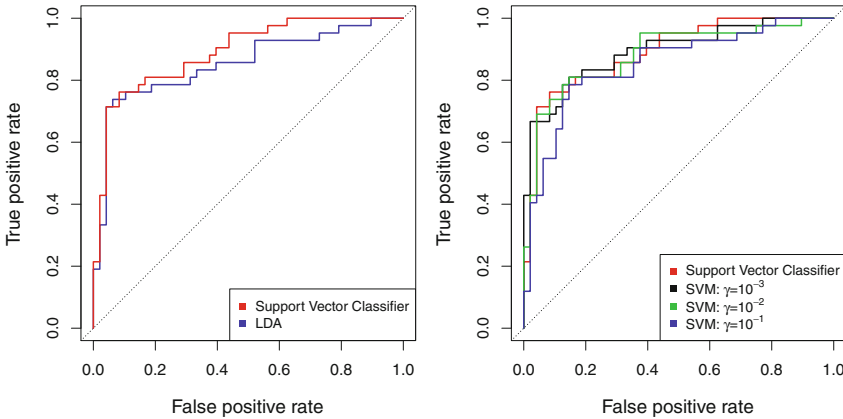 True positive rate
1.0
0.8
0.6
0.4
0.2
0.0
Support Vector Classifier
LDA
0.0 0.2 0.4 0.6 0.8 1.0
False positive rate
True positive rate
1.0
0.8
0.6
0.4
0.2
0.0
Support Vector Classifier
SVM: γ=10⁻³
SVM: γ=10⁻²
SVM: γ=10⁻¹
0.0 0.2 0.4 0.6 0.8 1.0
False positive rate